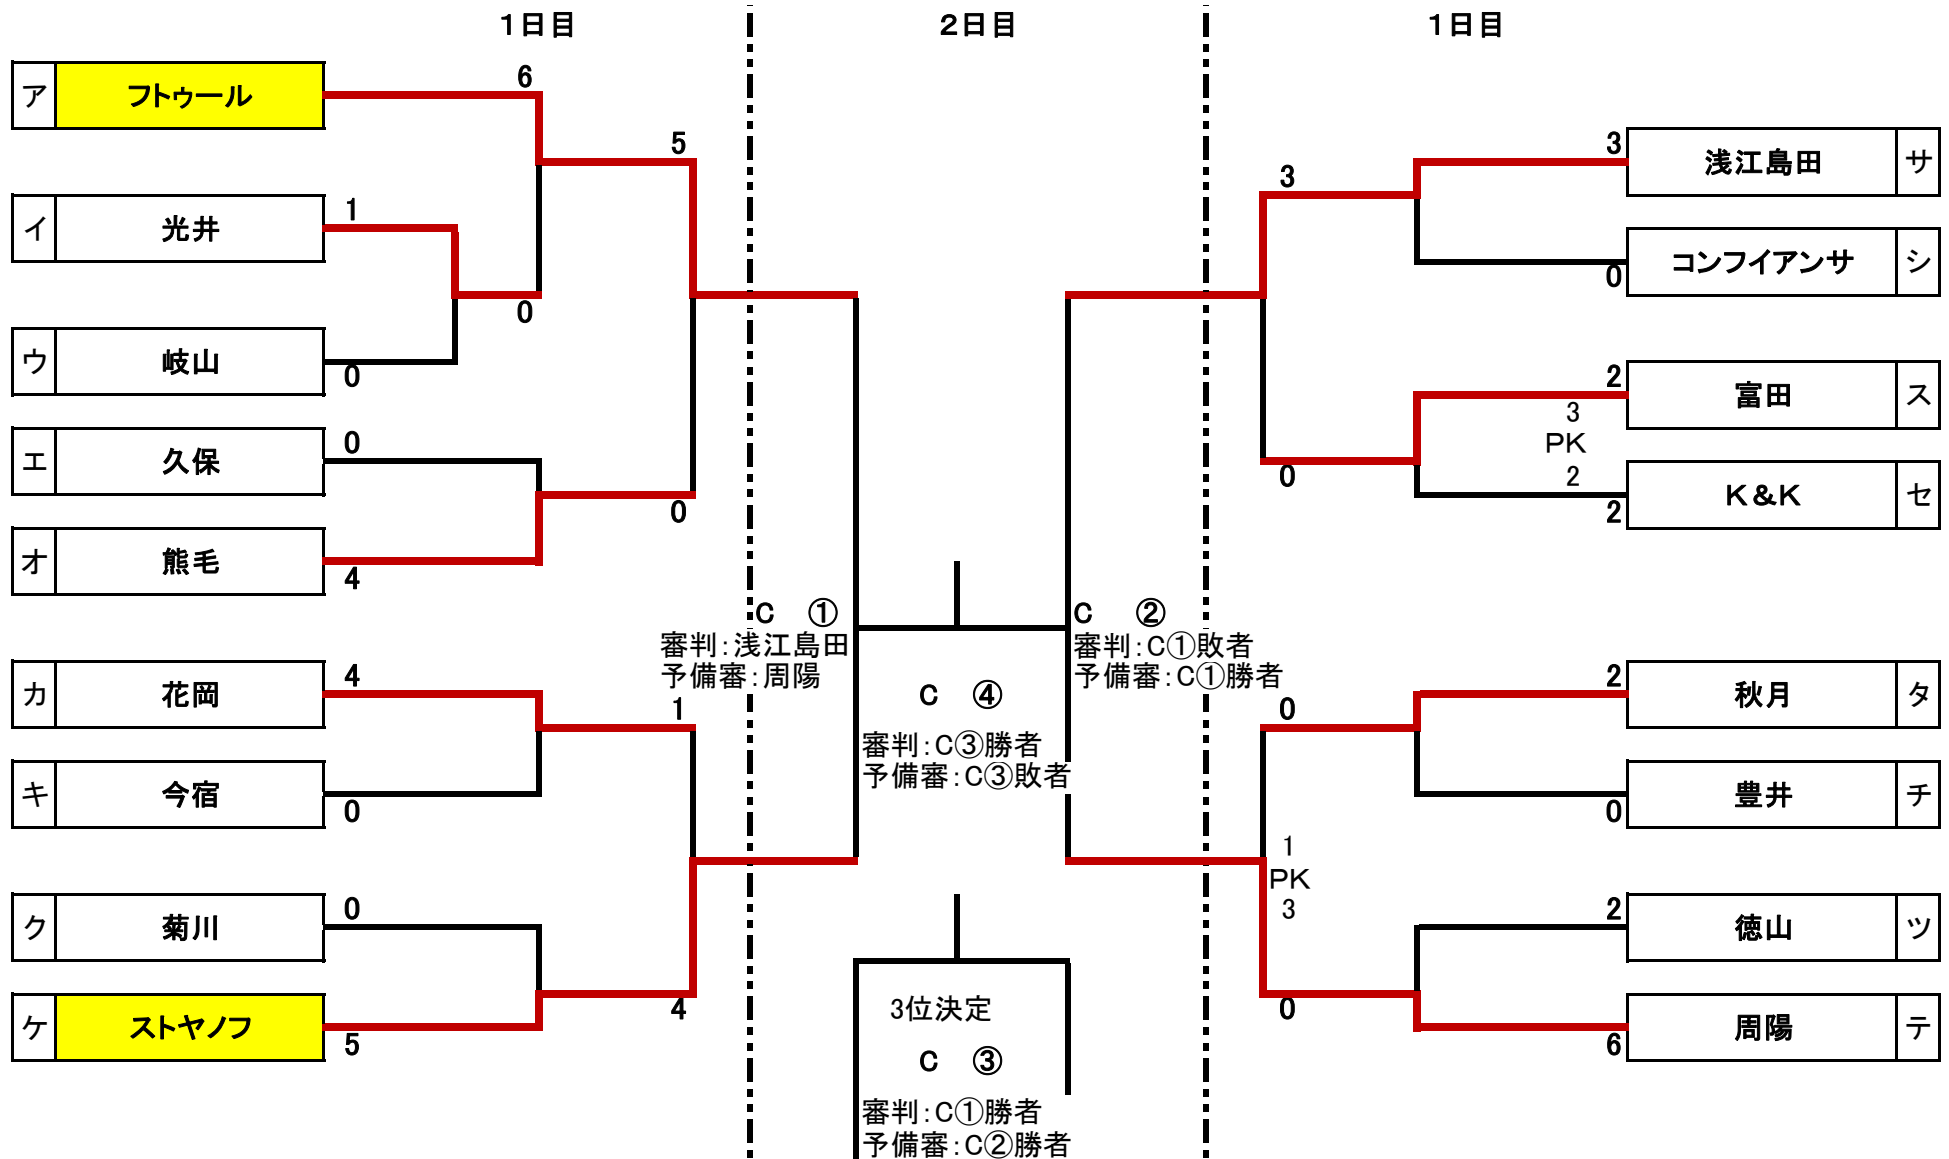 １日目
２日目
１日目
ア フトゥール
6
5
イ 光井
1
0
ウ 岐山
0
エ 久保
0
0
オ 熊毛
4
カ 花岡
4
1
キ 今宿
0
ク 菊川
0
ケ ストヤノフ
5
4
C ①
審判：浅江島田
予備審：周陽
C ②
審判：C①敗者
予備審：C①勝者
C ④
審判：C③勝者
予備審：C③敗者
3位決定
C ③
審判：C①勝者
予備審：C②勝者
3
3
浅江島田 サ
0
コンフイアンサ シ
2
富田 ス
3
PK
2
0
2
K＆K セ
0
2
秋月 タ
0
豊井 チ
1
PK
3
2
徳山 ツ
0
6
周陽 テ